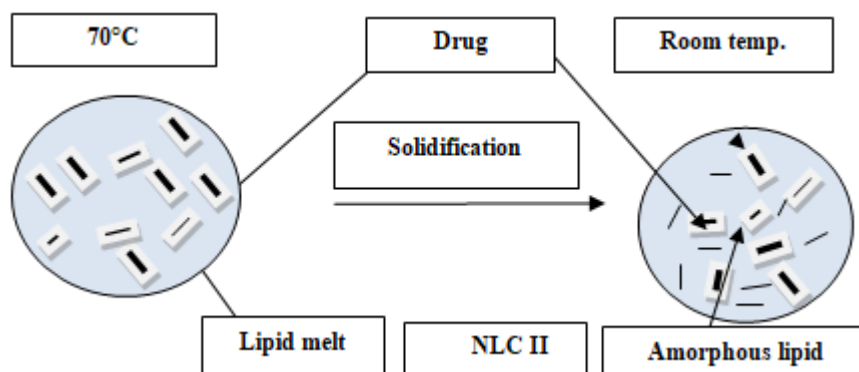 70°C
Drug
Room temp.
Solidification
Lipid melt
NLC II
Amorphous lipid